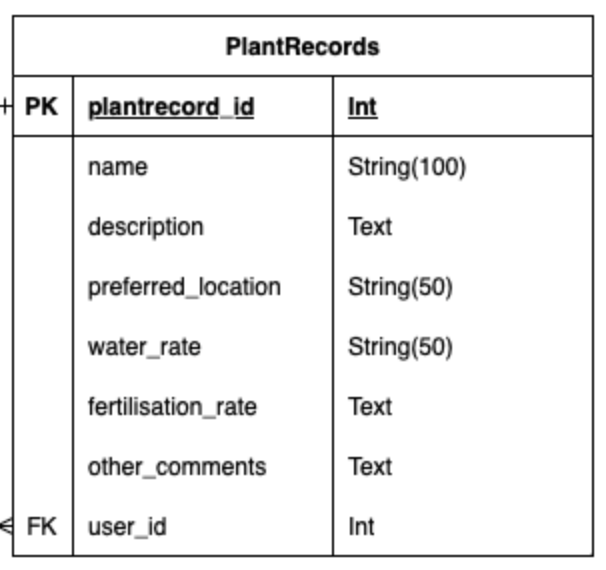 PlantRecords
PK plantrecord_id Int
name String(100)
description Text
preferred_location String(50)
water_rate String(50)
fertilisation_rate Text
other_comments Text
FK user_id Int